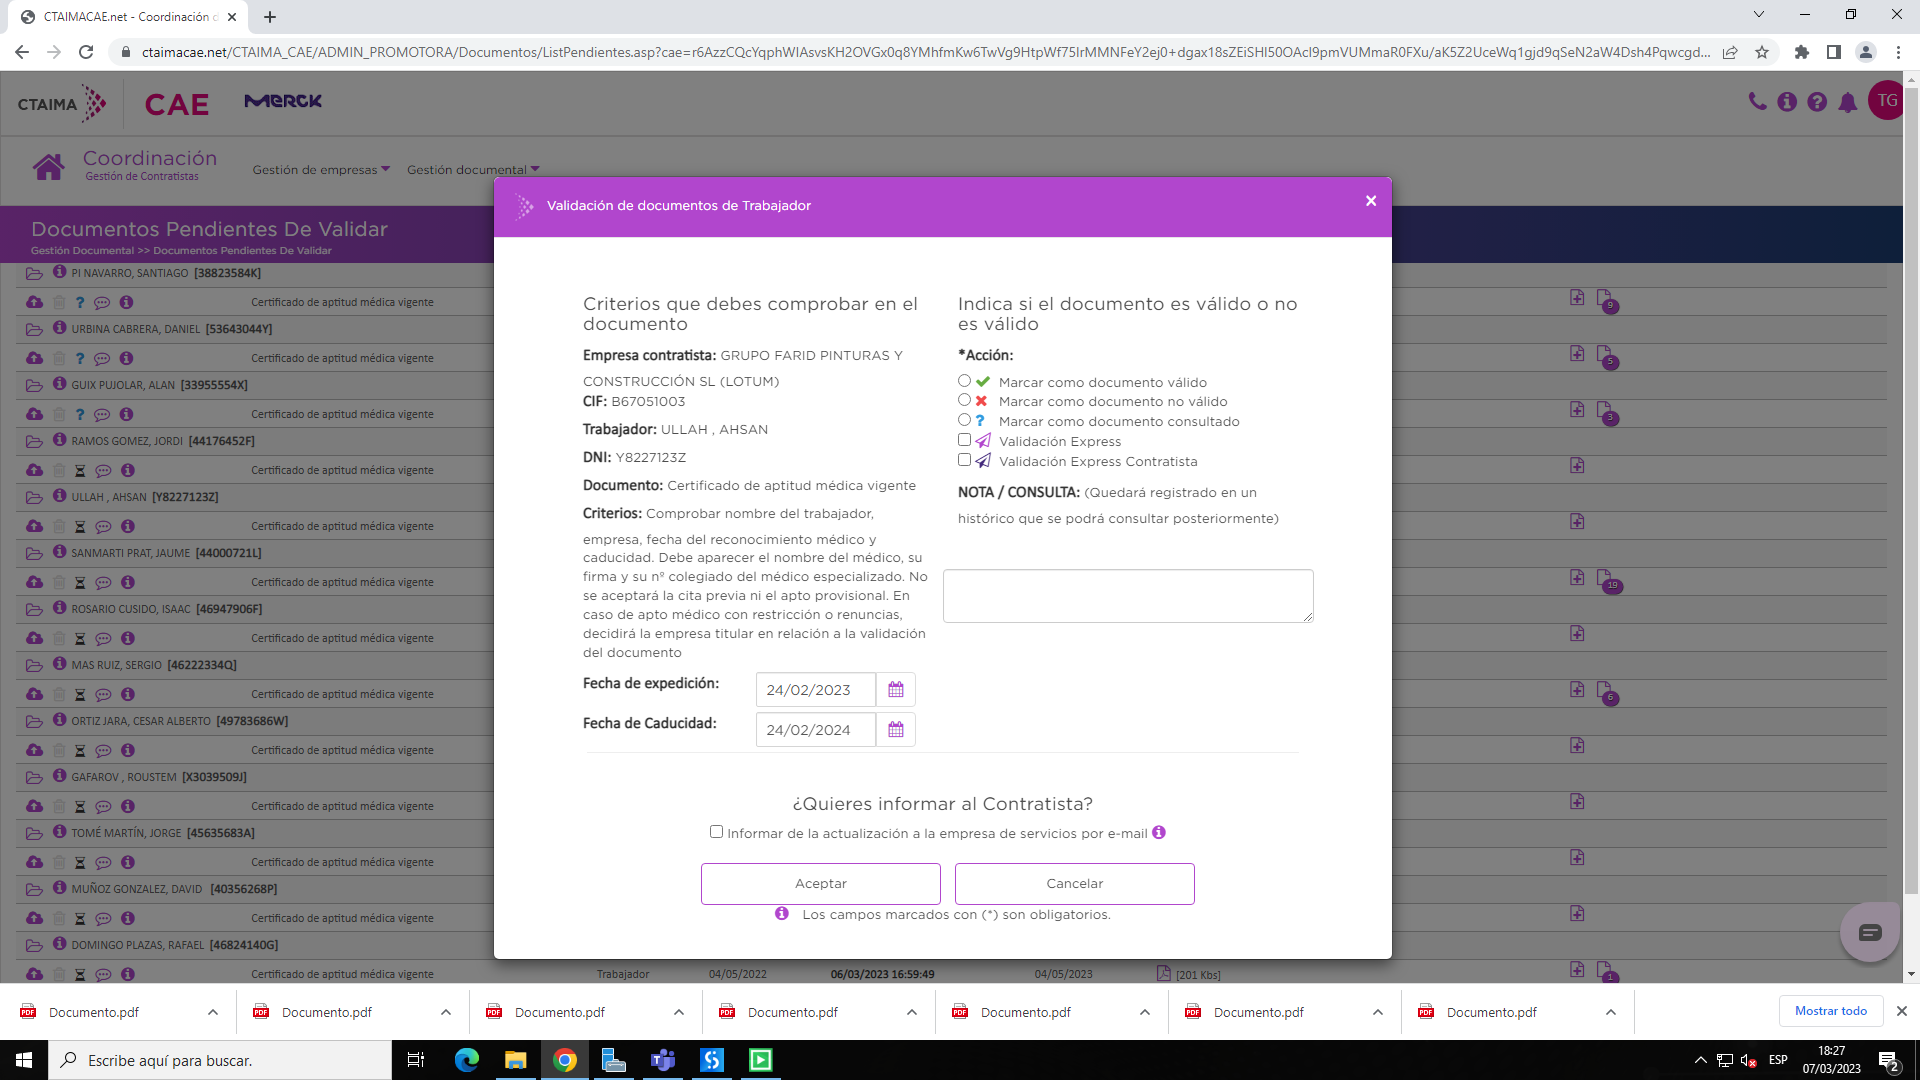 CTAIMACAE.net - Coordinación d
ctaimacae.net/CTAIMA_CAE/ADMIN_PROMOTORA/Documentos/ListPendientes.asp?cae=r6AzzCQcYqphWIAsvsKH2OVGx0q8YMhfmKw6TwVg9HtpWf75IrMMNFeY2ej0+dgax18sZEiSHI50OAcI9pmVUMmaR0FXu/aK5Z2UceWq1gjd9qSeN2aW4Dsh4Pqwcgd...
CTAIMA CAE MERCK
TG
Coordinación
Gestión de Contratistas
Gestión de empresas
Gestión documental
Documentos Pendientes De Validar
Gestión Documental >> Documentos Pendientes De Validar
PI NAVARRO, SANTIAGO [38823584K]
Certificado de aptitud médica vigente
9
URBINA CABRERA, DANIEL [53643044Y]
Certificado de aptitud médica vigente
5
GUIX PUJOLAR, ALAN [33955554X]
Certificado de aptitud médica vigente
3
RAMOS GOMEZ, JORDI [44176452F]
Certificado de aptitud médica vigente
ULLAH , AHSAN [Y8227123Z]
Certificado de aptitud médica vigente
SANMARTI PRAT, JAUME [44000721L]
Certificado de aptitud médica vigente
19
ROSARIO CUSIDO, ISAAC [46947906F]
Certificado de aptitud médica vigente
MAS RUIZ, SERGIO [46222334Q]
Certificado de aptitud médica vigente
6
ORTIZ JARA, CESAR ALBERTO [49783686W]
Certificado de aptitud médica vigente
GAFAROV , ROUSTEM [X3039509J]
Certificado de aptitud médica vigente
TOMÉ MARTÍN, JORGE [45635683A]
Certificado de aptitud médica vigente
MUÑOZ GONZALEZ, DAVID [40356268P]
Certificado de aptitud médica vigente
DOMINGO PLAZAS, RAFAEL [46824140G]
Certificado de aptitud médica vigente Trabajador 04/05/2022 06/03/2023 16:59:49 04/05/2023 [201 Kbs] 1
Validación de documentos de Trabajador
Criterios que debes comprobar en el
documento
Empresa contratista: GRUPO FARID PINTURAS Y
CONSTRUCCIÓN SL (LOTUM)
CIF: B67051003
Trabajador: ULLAH , AHSAN
DNI: Y8227123Z
Documento: Certificado de aptitud médica vigente
Criterios: Comprobar nombre del trabajador,
empresa, fecha del reconocimiento médico y
caducidad. Debe aparecer el nombre del médico, su
firma y su nº colegiado del médico especializado. No
se aceptará la cita previa ni el apto provisional. En
caso de apto médico con restricción o renuncias,
decidirá la empresa titular en relación a la validación
del documento
Fecha de expedición: 24/02/2023
Fecha de Caducidad: 24/02/2024
Indica si el documento es válido o no
es válido
*Acción:
Marcar como documento válido
Marcar como documento no válido
Marcar como documento consultado
Validación Express
Validación Express Contratista
NOTA / CONSULTA: (Quedará registrado en un
histórico que se podrá consultar posteriormente)
¿Quieres informar al Contratista?
Informar de la actualización a la empresa de servicios por e-mail
Aceptar
Cancelar
Los campos marcados con (*) son obligatorios.
Documento.pdf
Documento.pdf
Documento.pdf
Documento.pdf
Documento.pdf
Documento.pdf
Documento.pdf
Mostrar todo
Escribe aquí para buscar.
ESP
18:27
07/03/2023
2